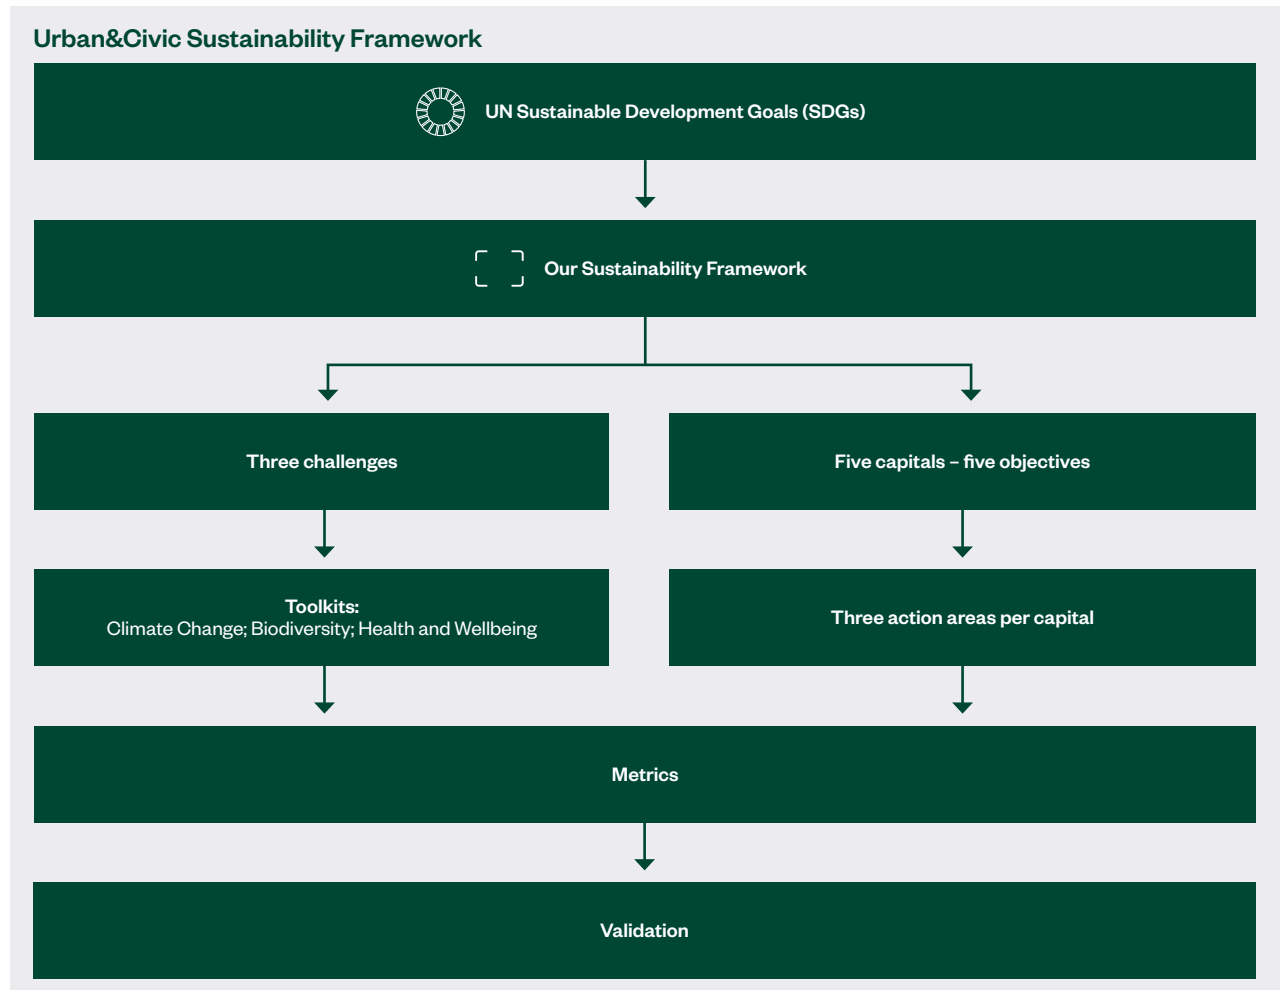 Urban&Civic Sustainability Framework
UN Sustainable Development Goals (SDGs)
Our Sustainability Framework
Three challenges
Five capitals – five objectives
Toolkits:
Climate Change; Biodiversity; Health and Wellbeing
Three action areas per capital
Metrics
Validation